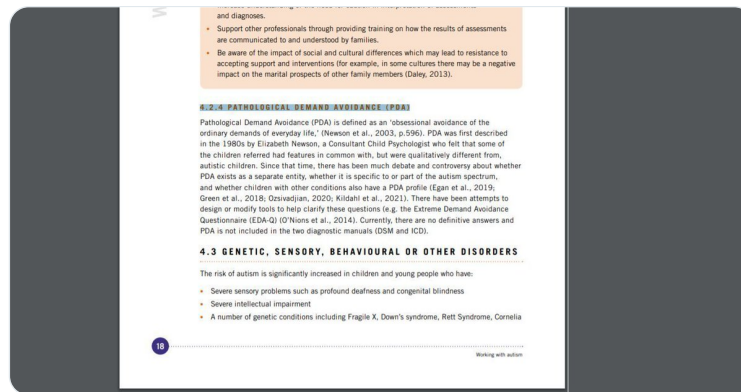 and diagnoses.
• Support other professionals through providing training on how the results of assessments
are communicated to and understood by families.
• Be aware of the impact of social and cultural differences which may lead to resistance to
accepting support and interventions (for example, in some cultures there may be a negative
impact on the marital prospects of other family members (Daley, 2013).
4.2.4 PATHOLOGICAL DEMAND AVOIDANCE (PDA)
Pathological Demand Avoidance (PDA) is defined as an 'obsessional avoidance of the
ordinary demands of everyday life,' (Newson et al., 2003, p.596). PDA was first described
in the 1980s by Elizabeth Newson, a Consultant Child Psychologist who felt that some of
the children referred had features in common with, but were qualitatively different from,
autistic children. Since that time, there has been much debate and controversy about whether
PDA exists as a separate entity, whether it is specific to or part of the autism spectrum,
and whether children with other conditions also have a PDA profile (Egan et al., 2019;
Green et al., 2018; Ozsivadjian, 2020; Kildahl et al., 2021). There have been attempts to
design or modify tools to help clarify these questions (e.g. the Extreme Demand Avoidance
Questionnaire (EDA-Q) (O'Nions et al., 2014). Currently, there are no definitive answers and
PDA is not included in the two diagnostic manuals (DSM and ICD).
4.3 GENETIC, SENSORY, BEHAVIOURAL OR OTHER DISORDERS
The risk of autism is significantly increased in children and young people who have:
• Severe sensory problems such as profound deafness and congenital blindness
• Severe intellectual impairment
• A number of genetic conditions including Fragile X, Down's syndrome, Rett Syndrome, Cornelia
18
Working with autism